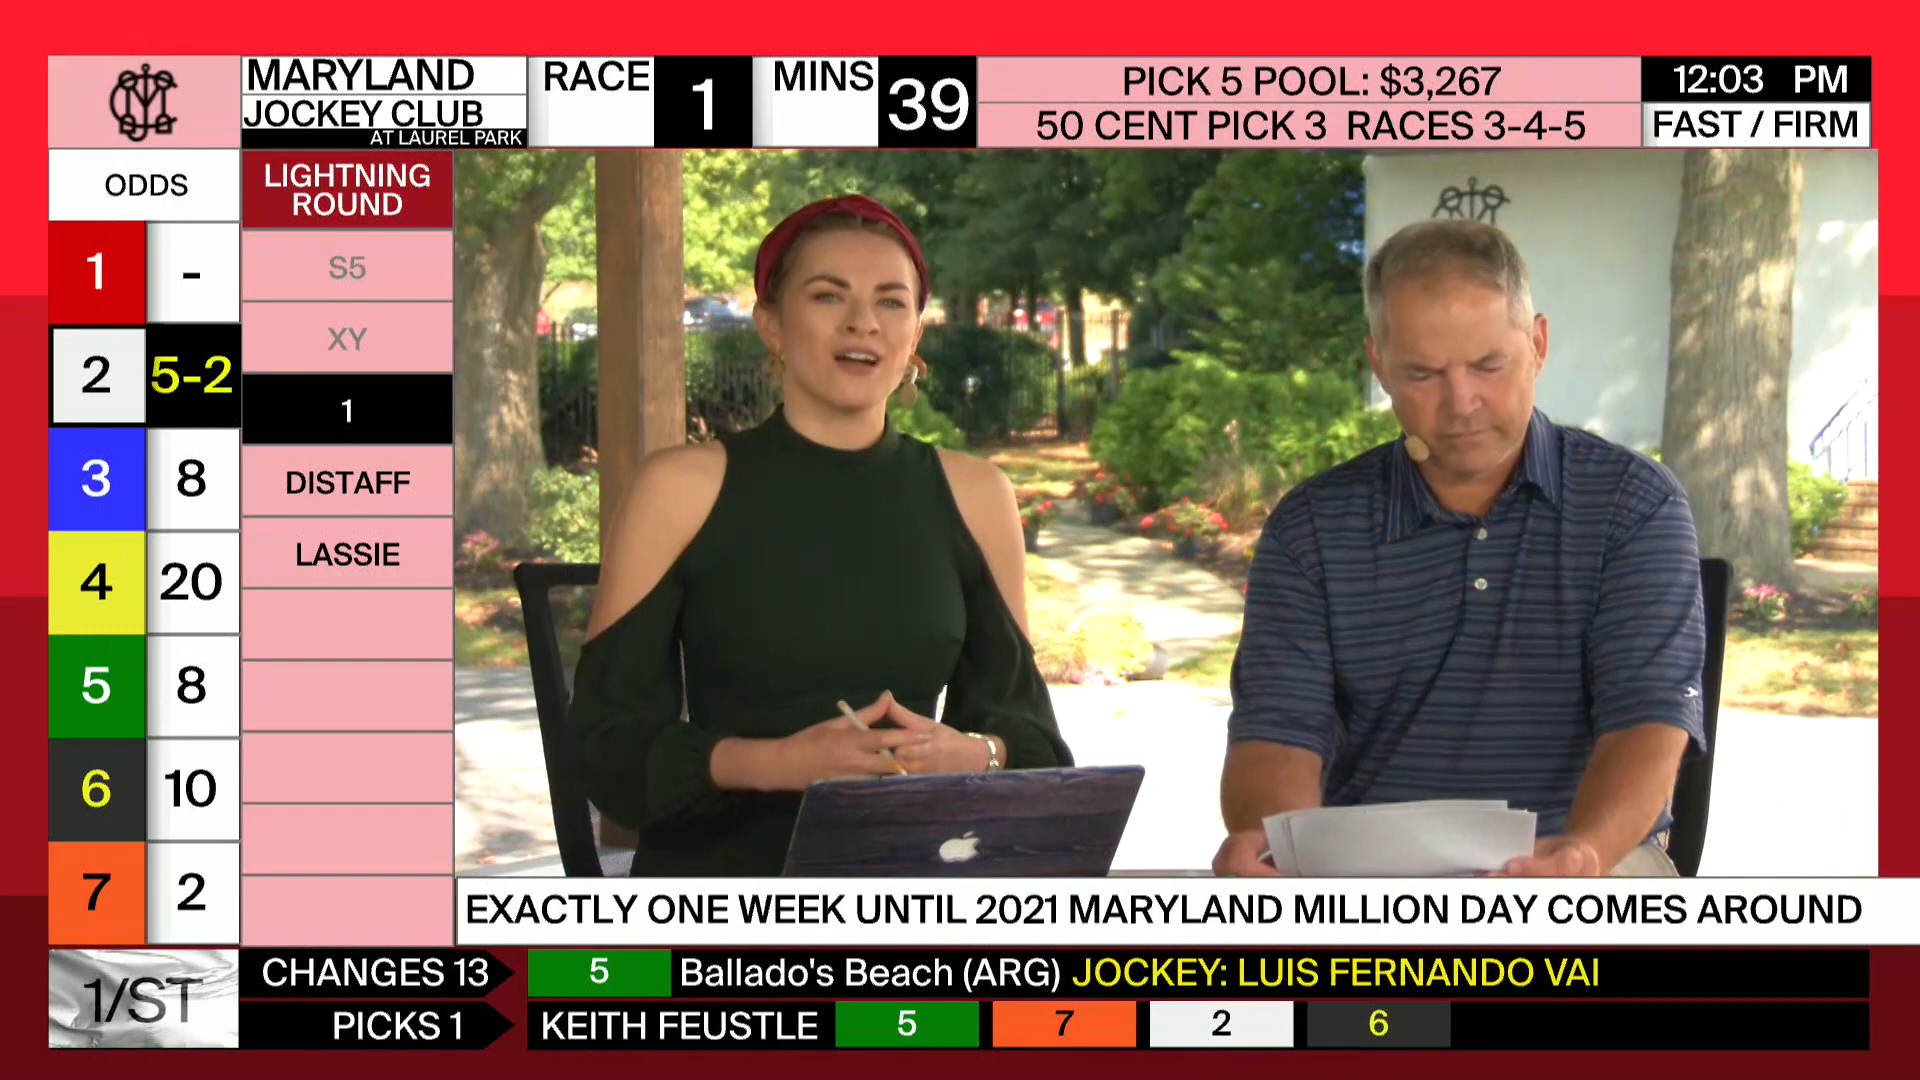 MARYLAND
JOCKEY CLUB
AT LAUREL PARK
RACE 1 MINS 39
PICK 5 POOL: $3,267
50 CENT PICK 3 RACES 3-4-5
12:03 PM
FAST / FIRM
ODDS
1 -
2 5-2
3 8
4 20
5 8
6 10
7 2
LIGHTNING
ROUND
S5
XY
1
DISTAFF
LASSIE
EXACTLY ONE WEEK UNTIL 2021 MARYLAND MILLION DAY COMES AROUND
1/ST
CHANGES 13 5 Ballado's Beach (ARG) JOCKEY: LUIS FERNANDO VAI
PICKS 1 KEITH FEUSTLE 5 7 2 6